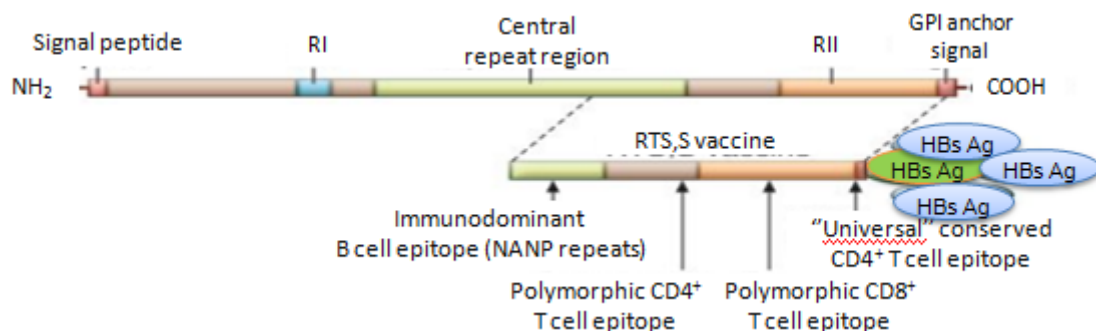 Signal peptide
RI
Central
repeat region
RII
GPI anchor
signal
NH₂
COOH
RTS,S vaccine
HBs Ag
HBs Ag
HBs Ag
HBs Ag
Immunodominant
B cell epitope (NANP repeats)
"Universal" conserved
CD4⁺ T cell epitope
Polymorphic CD4⁺
T cell epitope
Polymorphic CD8⁺
T cell epitope